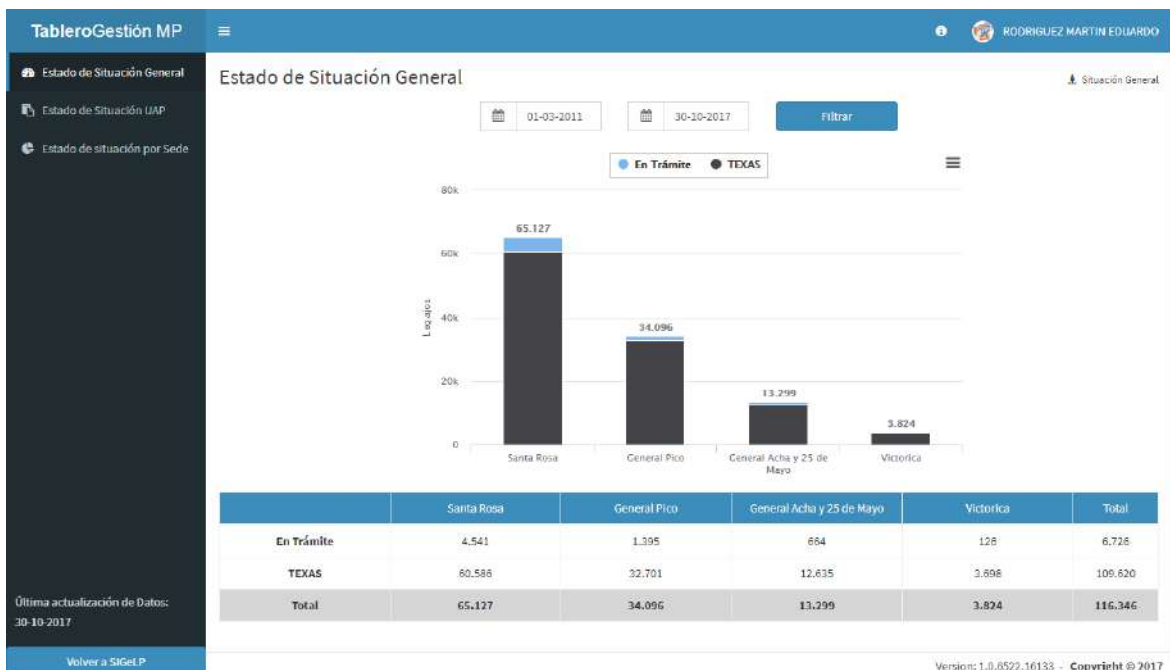 TableroGestión MP
RODRIGUEZ MARTIN EDUARDO
Estado de Situación General
Estado de Situación UAP
Estado de situación por Sede
Estado de Situación General
Situación General
01-03-2011
30-10-2017
Filtrar
En Trámite TEXAS
80k
60k
40k
20k
0
Legajos
65.127
34.096
13.299
3.824
Santa Rosa
General Pico
General Acha y 25 de
Mayo
Victorica
Santa Rosa General Pico General Acha y 25 de Mayo Victorica Total
En Trámite 4.541 1.395 664 126 6.726
TEXAS 60.586 32.701 12.635 3.698 109.620
Total 65.127 34.096 13.299 3.824 116.346
Última actualización de Datos:
30-10-2017
Volver a SIGeLP
Version: 1.0.6522.16133 - Copyright © 2017